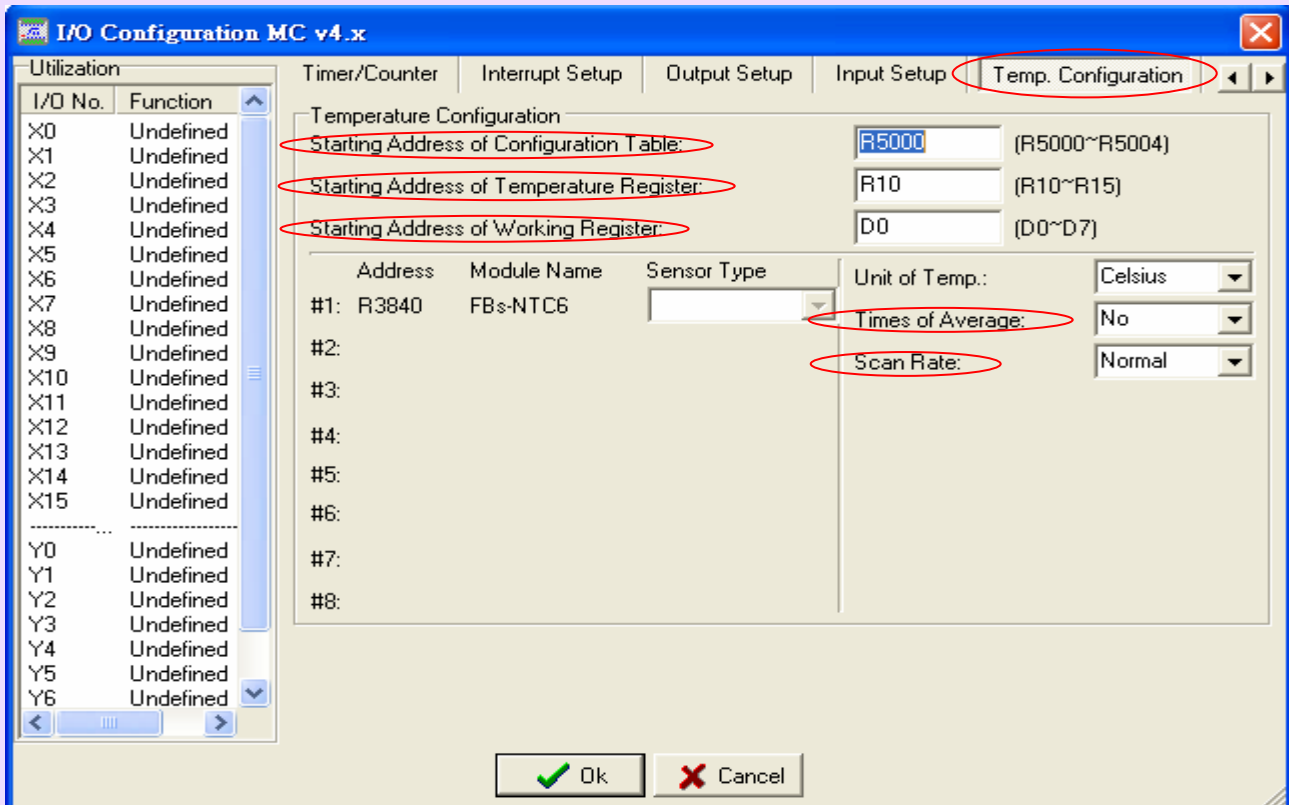 I/O Configuration MC v4.x
Utilization
I/O No. Function
X0 Undefined
X1 Undefined
X2 Undefined
X3 Undefined
X4 Undefined
X5 Undefined
X6 Undefined
X7 Undefined
X8 Undefined
X9 Undefined
X10 Undefined
X11 Undefined
X12 Undefined
X13 Undefined
X14 Undefined
X15 Undefined
-----------... -----------------
Y0 Undefined
Y1 Undefined
Y2 Undefined
Y3 Undefined
Y4 Undefined
Y5 Undefined
Y6 Undefined
Timer/Counter Interrupt Setup Output Setup Input Setup Temp. Configuration
Temperature Configuration
Starting Address of Configuration Table: R5000 (R5000~R5004)
Starting Address of Temperature Register: R10 (R10~R15)
Starting Address of Working Register: D0 (D0~D7)
Address Module Name Sensor Type
#1: R3840 FBs-NTC6
#2:
#3:
#4:
#5:
#6:
#7:
#8:
Unit of Temp.: Celsius
Times of Average: No
Scan Rate: Normal
Ok Cancel